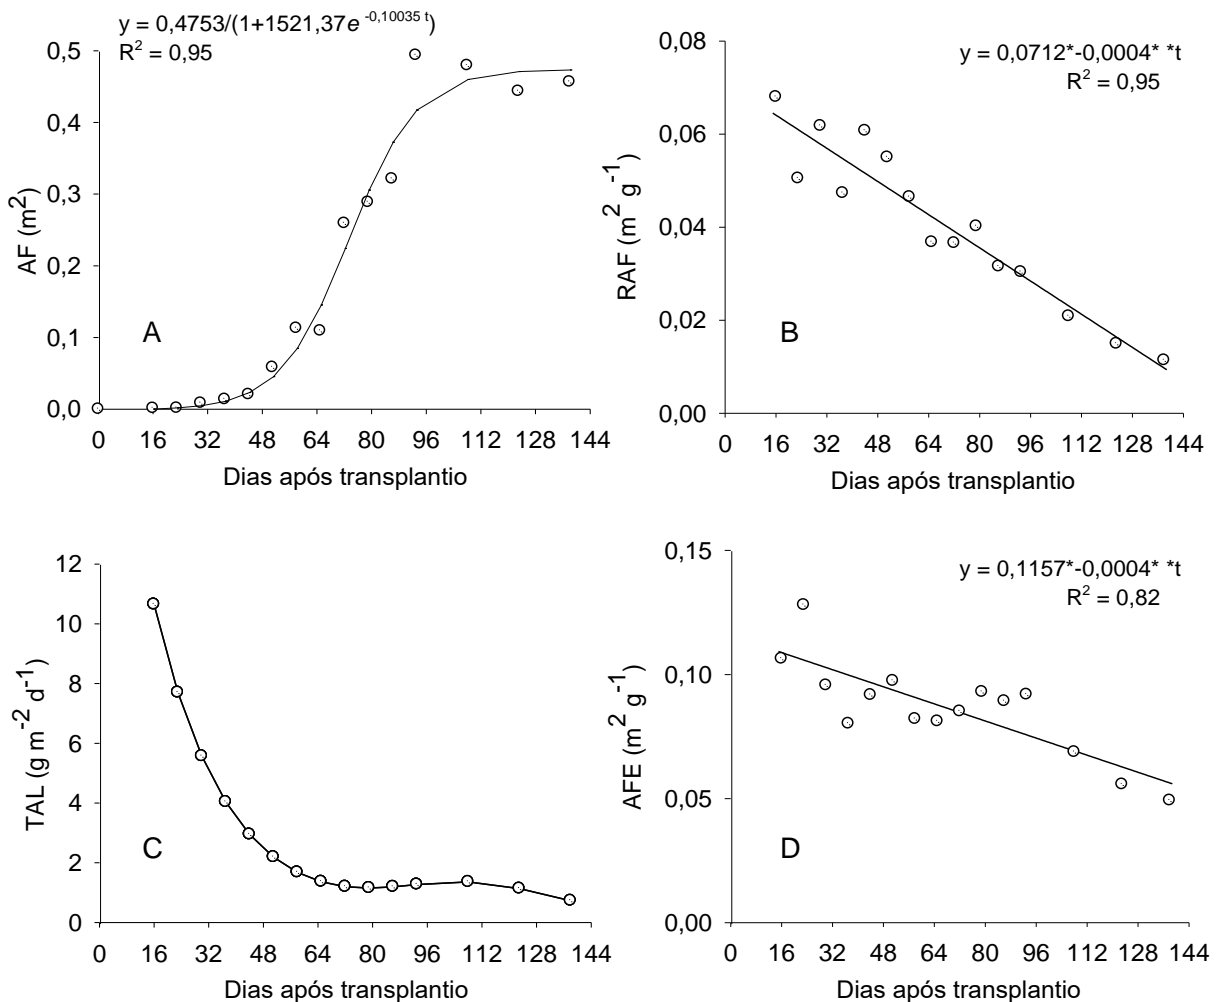 y = 0,4753/(1+1521,37e -0,10035 t)
R2 = 0,95
0,5
0,4
0,3
0,2
0,1
0,0
AF (m2)
A
0 16 32 48 64 80 96 112 128 144
Dias após transplantio
y = 0,0712*-0,0004* *t
R2 = 0,95
0,08
0,06
0,04
0,02
0,00
RAF (m2 g-1)
B
0 16 32 48 64 80 96 112 128 144
Dias após transplantio
12
10
8
6
4
2
0
TAL (g m-2 d-1)
C
0 16 32 48 64 80 96 112 128 144
Dias após transplantio
y = 0,1157*-0,0004* *t
R2 = 0,82
0,15
0,10
0,05
0,00
AFE (m2 g-1)
D
0 16 32 48 64 80 96 112 128 144
Dias após transplantio